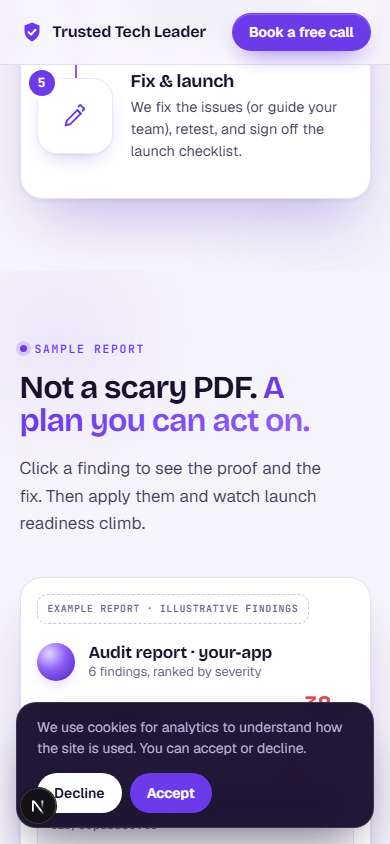 Trusted Tech Leader
Book a free call
5
Fix & launch
We fix the issues (or guide your
team), retest, and sign off the
launch checklist.
SAMPLE REPORT
Not a scary PDF. A
plan you can act on.
Click a finding to see the proof and the
fix. Then apply them and watch launch
readiness climb.
EXAMPLE REPORT · ILLUSTRATIVE FINDINGS
Audit report · your-app
6 findings, ranked by severity
We use cookies for analytics to understand how
the site is used. You can accept or decline.
Decline
Accept
N